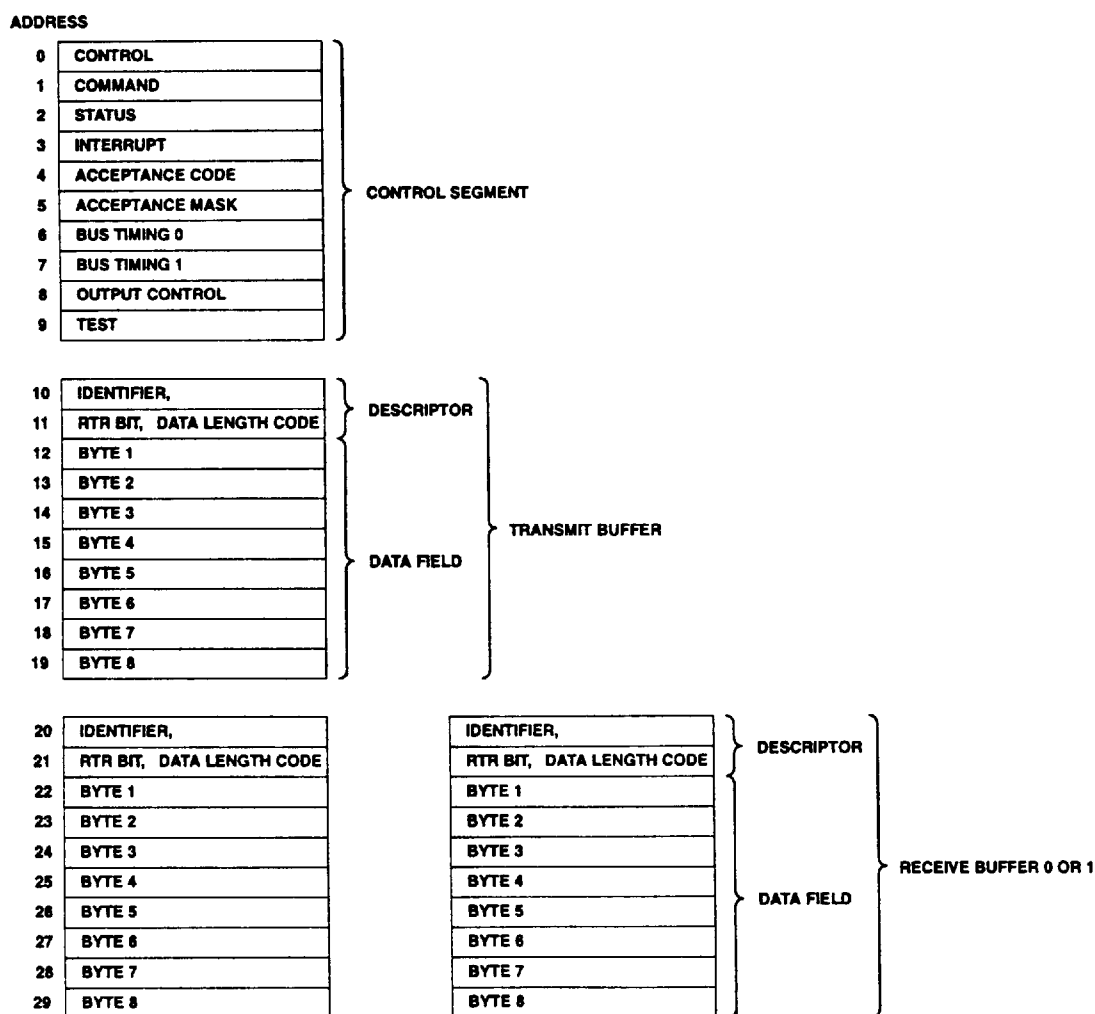 ADDRESS
0 CONTROL
1 COMMAND
2 STATUS
3 INTERRUPT
4 ACCEPTANCE CODE
5 ACCEPTANCE MASK
6 BUS TIMING 0
7 BUS TIMING 1
8 OUTPUT CONTROL
9 TEST
CONTROL SEGMENT
10 IDENTIFIER,
11 RTR BIT, DATA LENGTH CODE
12 BYTE 1
13 BYTE 2
14 BYTE 3
15 BYTE 4
16 BYTE 5
17 BYTE 6
18 BYTE 7
19 BYTE 8
DESCRIPTOR
DATA FIELD
TRANSMIT BUFFER
20 IDENTIFIER,
21 RTR BIT, DATA LENGTH CODE
22 BYTE 1
23 BYTE 2
24 BYTE 3
25 BYTE 4
26 BYTE 5
27 BYTE 6
28 BYTE 7
29 BYTE 8
IDENTIFIER,
RTR BIT, DATA LENGTH CODE
BYTE 1
BYTE 2
BYTE 3
BYTE 4
BYTE 5
BYTE 6
BYTE 7
BYTE 8
DESCRIPTOR
DATA FIELD
RECEIVE BUFFER 0 OR 1